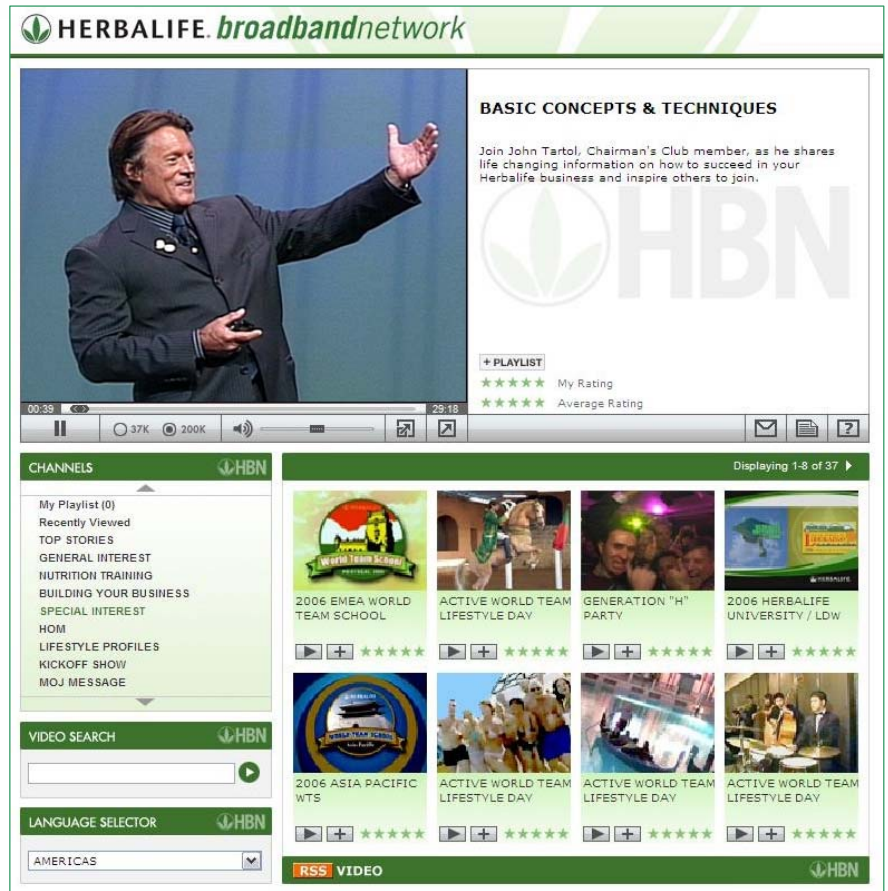 HERBALIFE. broadbandnetwork
BASIC CONCEPTS & TECHNIQUES
Join John Tartol, Chairman's Club member, as he shares
life changing information on how to succeed in your
Herbalife business and inspire others to join.
HBN
+ PLAYLIST
My Rating
Average Rating
00:39
29:18
37K
200K
?
CHANNELS
HBN
My Playlist (0)
Recently Viewed
TOP STORIES
GENERAL INTEREST
NUTRITION TRAINING
BUILDING YOUR BUSINESS
SPECIAL INTEREST
HOM
LIFESTYLE PROFILES
KICKOFF SHOW
MOJ MESSAGE
VIDEO SEARCH
HBN
LANGUAGE SELECTOR
HBN
AMERICAS
Displaying 1-8 of 37
World Team School
2006 EMEA WORLD
TEAM SCHOOL
ACTIVE WORLD TEAM
LIFESTYLE DAY
GENERATION "H"
PARTY
HERBALIFE
2006 HERBALIFE
UNIVERSITY / LDW
WORLD TEAM SCHOOL
2006 ASIA PACIFIC
WTS
ACTIVE WORLD TEAM
LIFESTYLE DAY
ACTIVE WORLD TEAM
LIFESTYLE DAY
ACTIVE WORLD TEAM
LIFESTYLE DAY
RSS VIDEO
HBN